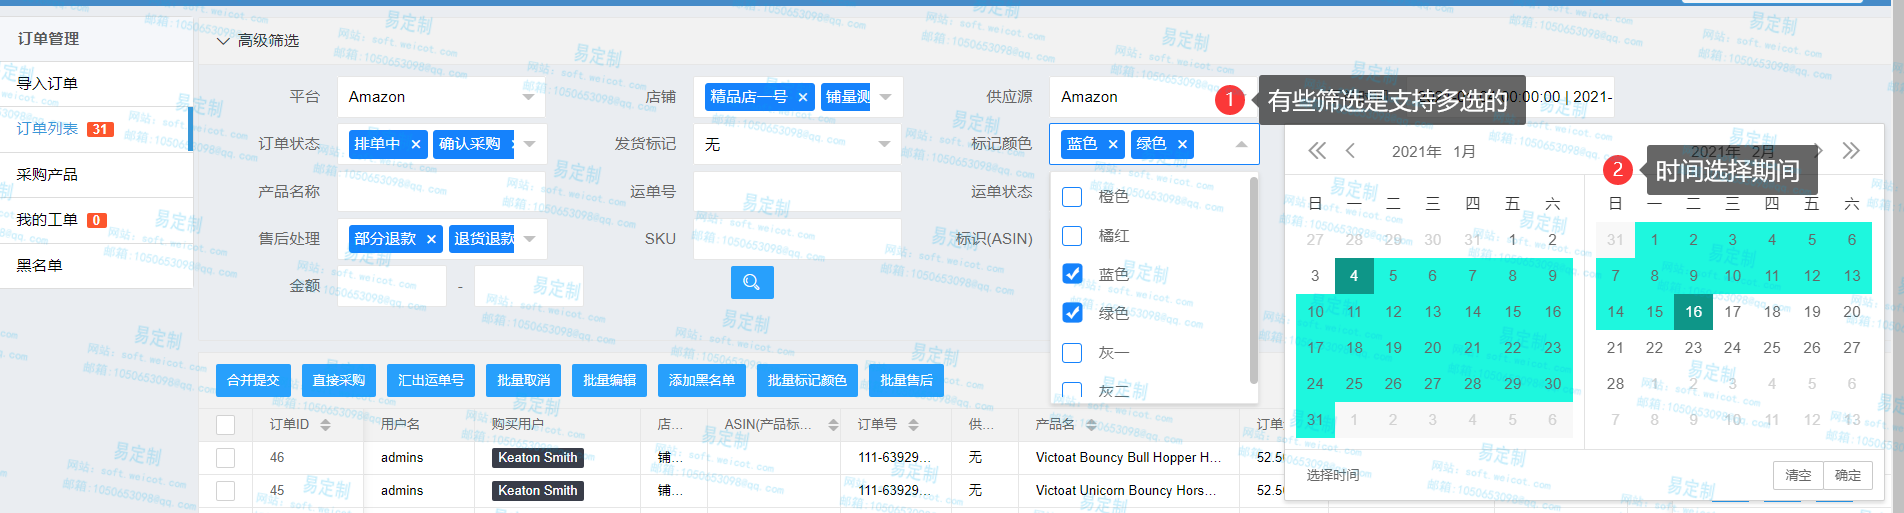 订单管理
导入订单
订单列表 31
采购产品
我的工单 0
黑名单
高级筛选
平台 Amazon 店铺 精品店一号 × 铺量测 供应源 Amazon
00:00:00 | 2021-
1 有些筛选是支持多选的
订单状态 排单中 × 确认采购 × 发货标记 无 标记颜色 蓝色 × 绿色 ×
产品名称 运单号 运单状态
售后处理 部分退款 × 退货退款 SKU 标识(ASIN)
金额 -
橙色
橘红
蓝色
绿色
灰一
灰二
2021年 1月 2021年 2月
2 时间选择期间
日 一 二 三 四 五 六
27 28 29 30 31 1 2
3 4 5 6 7 8 9
10 11 12 13 14 15 16
17 18 19 20 21 22 23
24 25 26 27 28 29 30
31 1 2 3 4 5 6
日 一 二 三 四 五 六
31 1 2 3 4 5 6
7 8 9 10 11 12 13
14 15 16 17 18 19 20
21 22 23 24 25 26 27
28 1 2 3 4 5 6
7 8 9 10 11 12 13
选择时间 清空 确定
合并提交 直接采购 汇出运单号 批量取消 批量编辑 添加黑名单 批量标记颜色 批量售后
订单ID 用户名 购买用户 店... ASIN(产品标... 订单号 供... 产品名 订单
46 admins Keaton Smith 铺... 111-63929... 无 Victoat Bouncy Bull Hopper H... 52.5
45 admins Keaton Smith 铺... 111-63929... 无 Victoat Unicorn Bouncy Hors... 52.5
易定制
网站：soft.weicot.com
邮箱:1050653098@qq.com